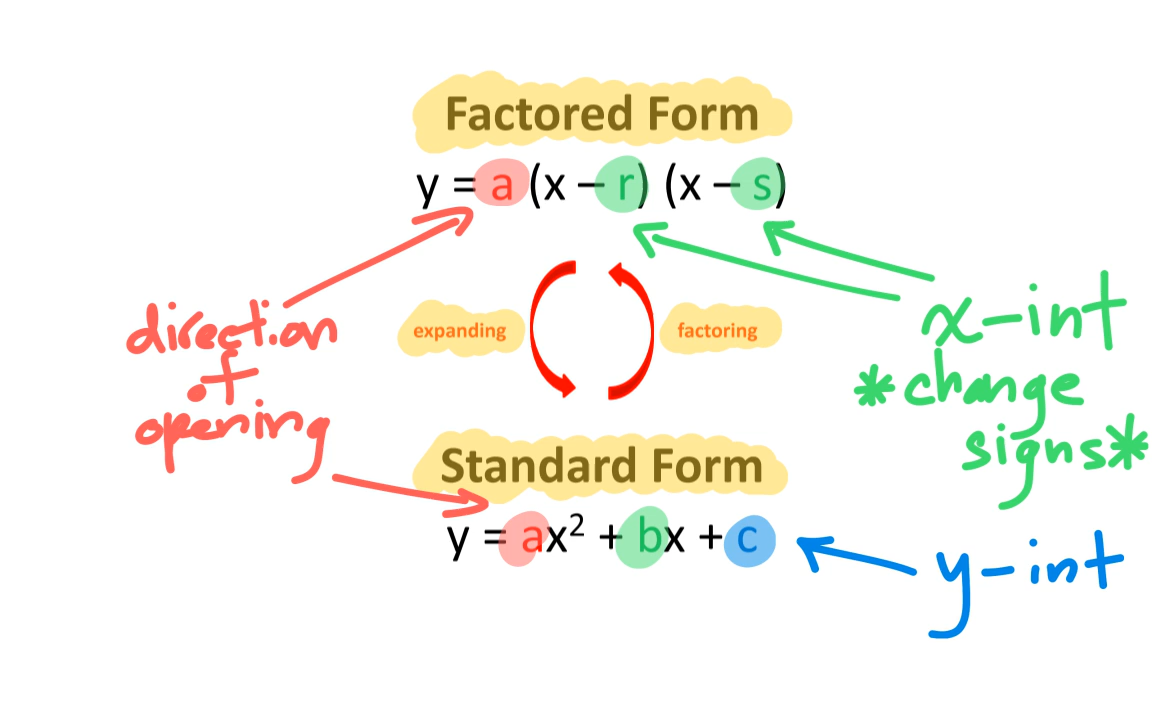 Factored Form
y = a (x – r) (x – s)
direction
of
opening
expanding
factoring
x-int
*change
signs*
Standard Form
y = ax² + bx + c
y-int